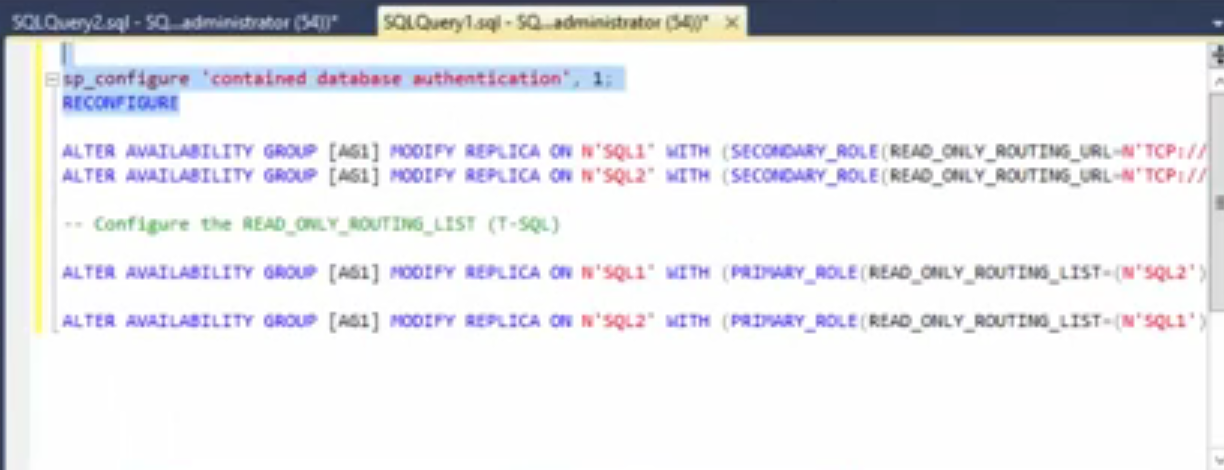 SQLQuery2.sql - SQ...administrator (54))* SQLQuery1.sql - SQ...administrator (54))*
sp_configure 'contained database authentication', 1;
RECONFIGURE
ALTER AVAILABILITY GROUP [AG1] MODIFY REPLICA ON N'SQL1' WITH (SECONDARY_ROLE(READ_ONLY_ROUTING_URL=N'TCP://
ALTER AVAILABILITY GROUP [AG1] MODIFY REPLICA ON N'SQL2' WITH (SECONDARY_ROLE(READ_ONLY_ROUTING_URL=N'TCP://
-- Configure the READ_ONLY_ROUTING_LIST (T-SQL)
ALTER AVAILABILITY GROUP [AG1] MODIFY REPLICA ON N'SQL1' WITH (PRIMARY_ROLE(READ_ONLY_ROUTING_LIST=(N'SQL2')
ALTER AVAILABILITY GROUP [AG1] MODIFY REPLICA ON N'SQL2' WITH (PRIMARY_ROLE(READ_ONLY_ROUTING_LIST=(N'SQL1')